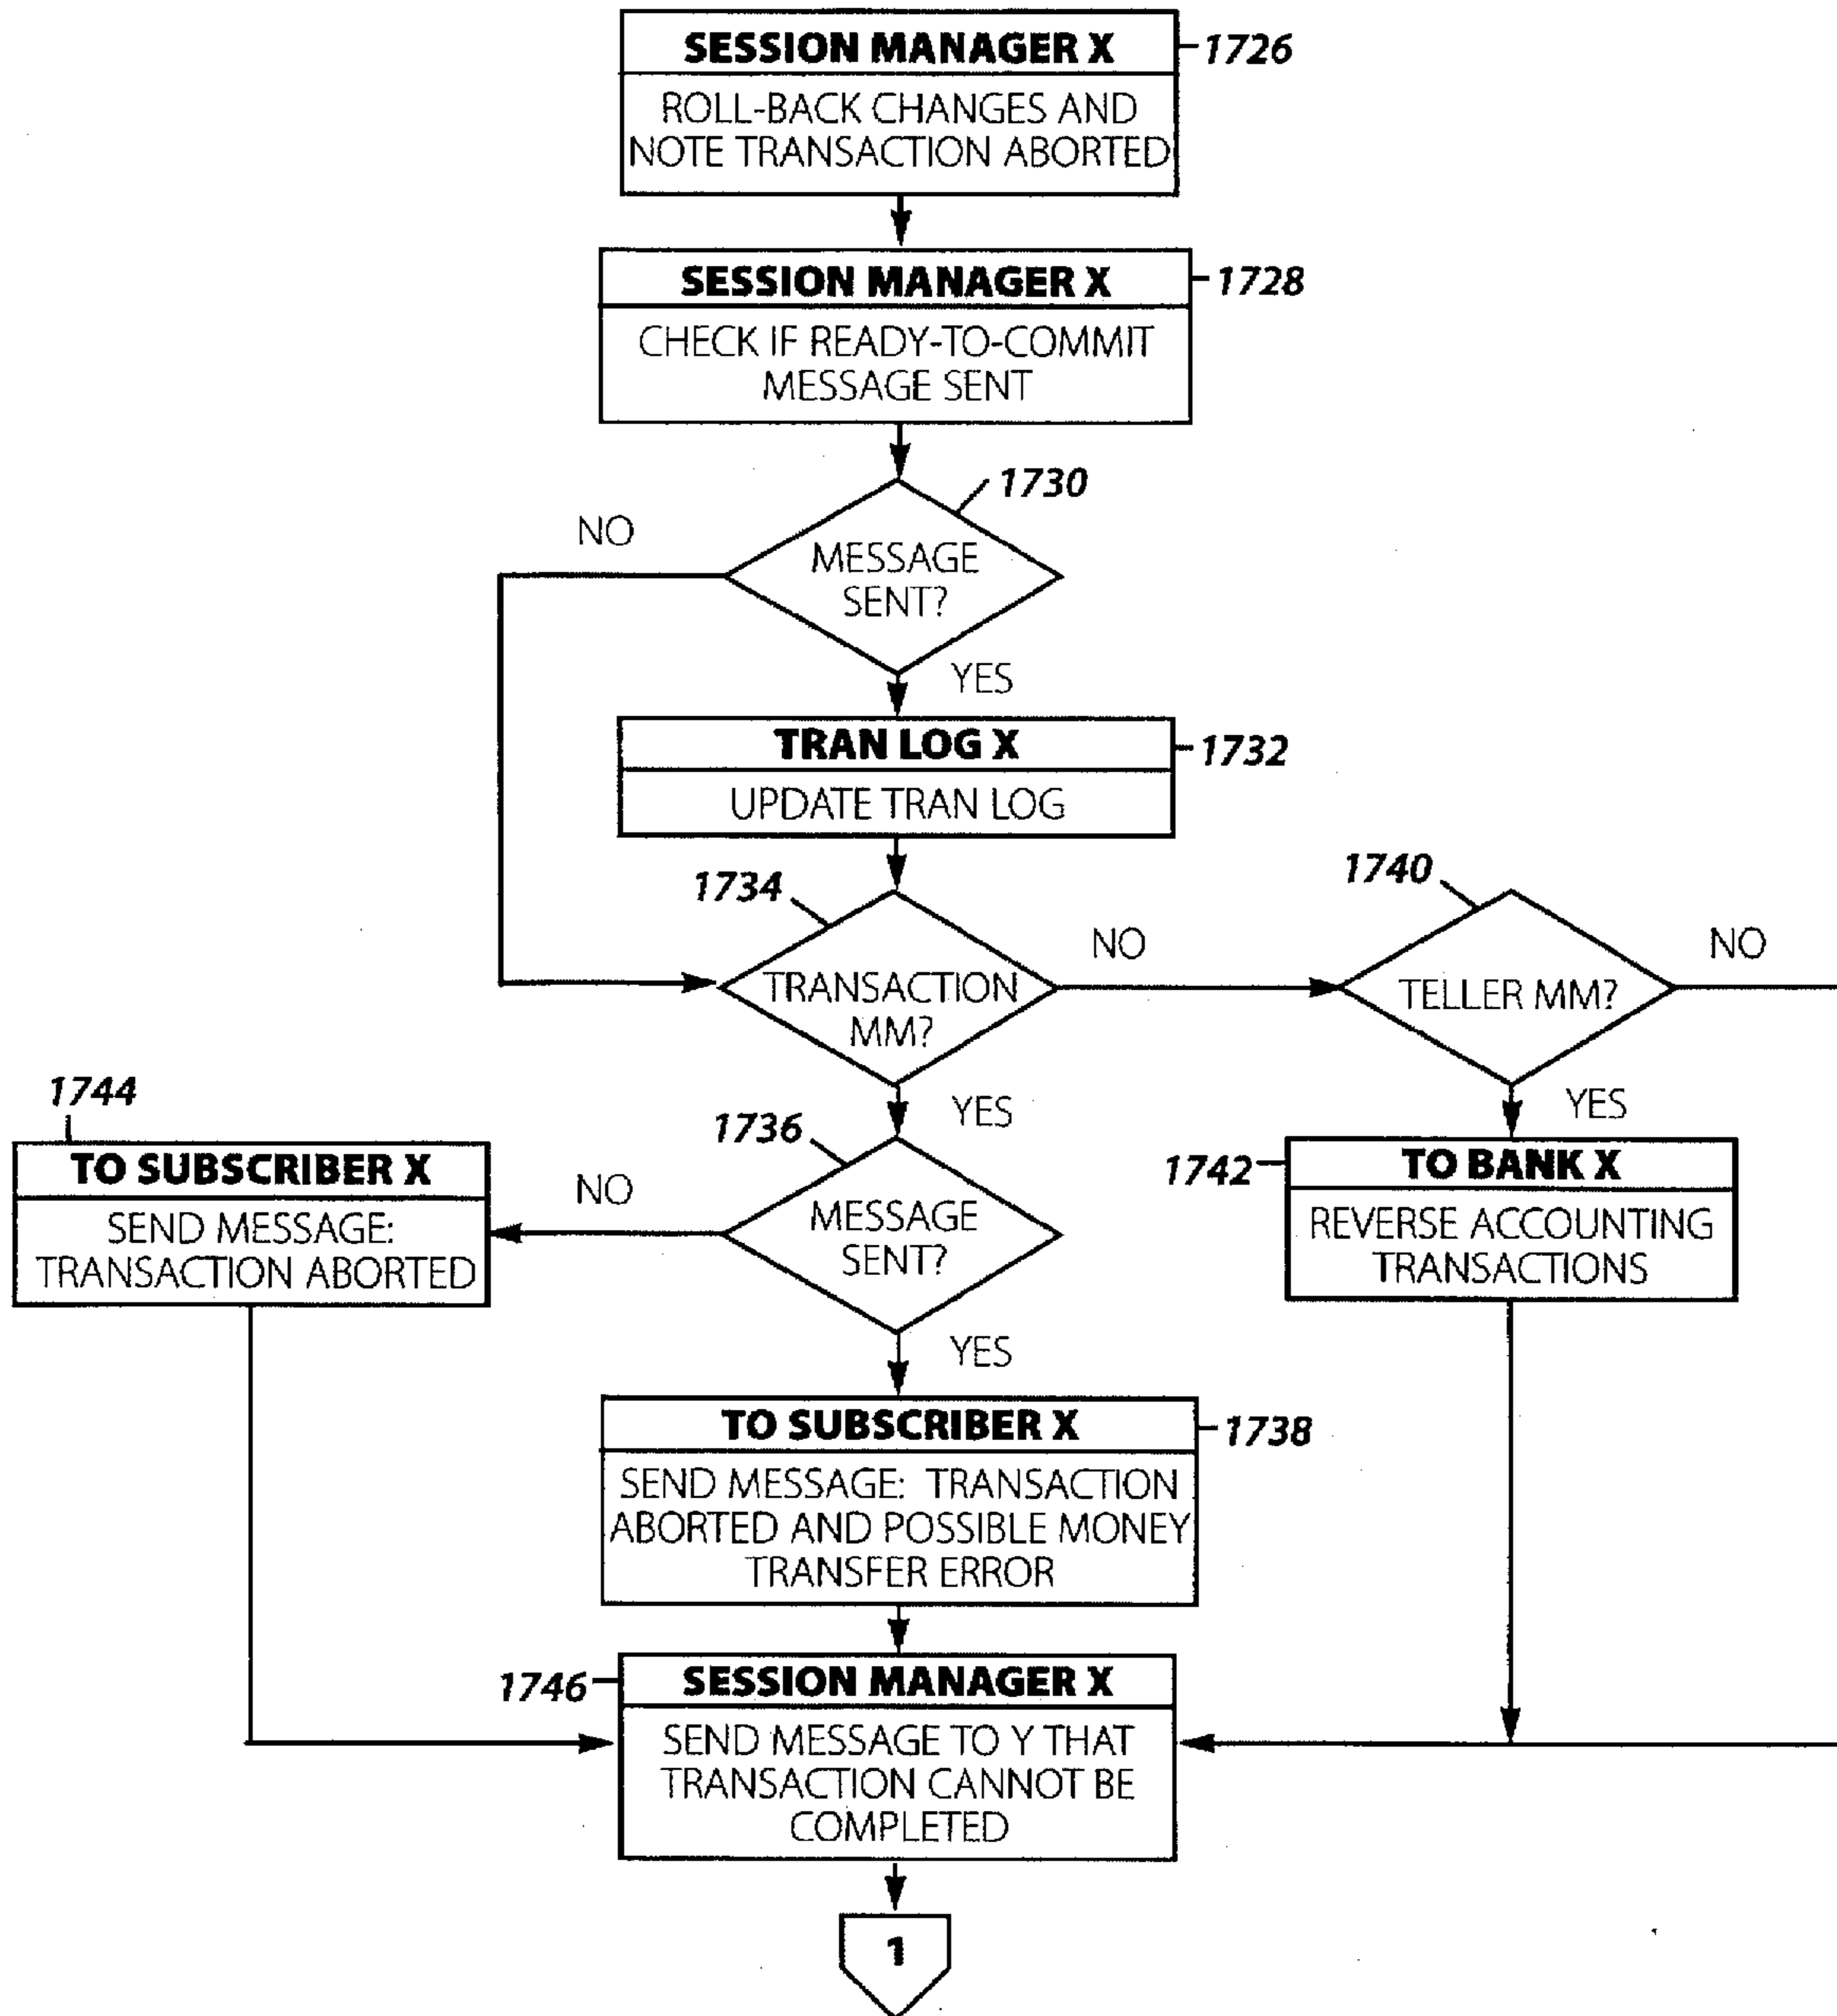 SESSION MANAGER X
1726
ROLL-BACK CHANGES AND
NOTE TRANSACTION ABORTED
SESSION MANAGER X
1728
CHECK IF READY-TO-COMMIT
MESSAGE SENT
1730
NO
MESSAGE
SENT?
YES
TRAN LOG X
1732
UPDATE TRAN LOG
1734
TRANSACTION
MM?
NO
1740
TELLER MM?
NO
YES
YES
1744
TO SUBSCRIBER X
SEND MESSAGE:
TRANSACTION ABORTED
NO
1736
MESSAGE
SENT?
1742
TO BANK X
REVERSE ACCOUNTING
TRANSACTIONS
YES
TO SUBSCRIBER X
1738
SEND MESSAGE: TRANSACTION
ABORTED AND POSSIBLE MONEY
TRANSFER ERROR
1746
SESSION MANAGER X
SEND MESSAGE TO Y THAT
TRANSACTION CANNOT BE
COMPLETED
1